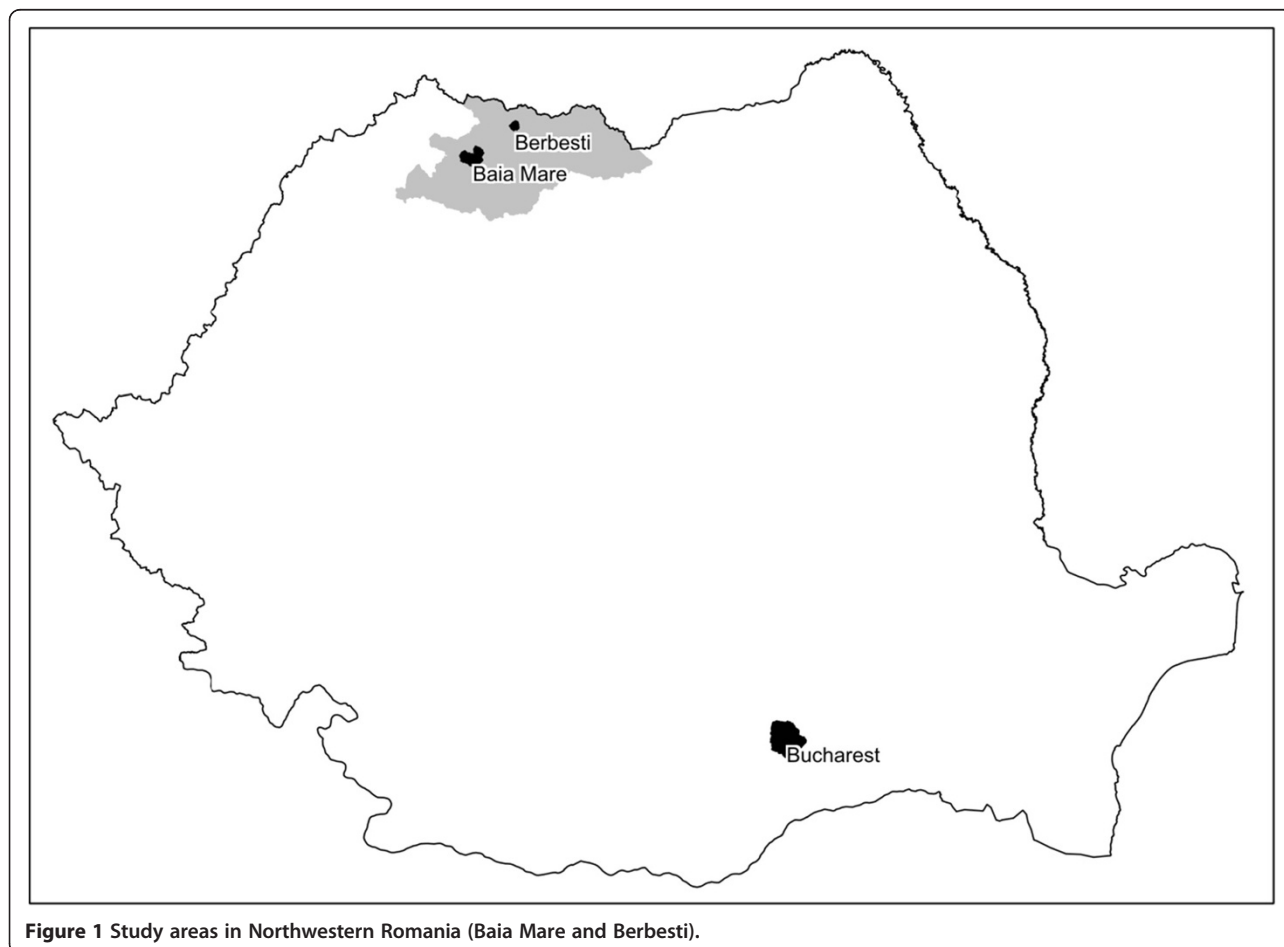 Berbesti
Baia Mare
Bucharest
Figure 1 Study areas in Northwestern Romania (Baia Mare and Berbesti).